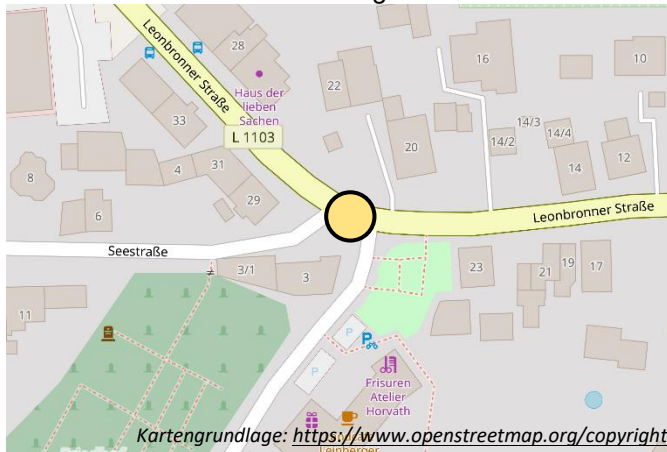 28
16
10
22
Haus der
lieben
Sachen
Leonbronner Straße
33
L 1103
20
14/3
14/2
14/4
14
12
4
31
8
29
6
Leonbronner Straße
Seestraße
3/1
3
23
21
19
17
11
P
P
P
Frisuren
Atelier
Horváth
Leinberger
Kartengrundlage: https://www.openstreetmap.org/copyright